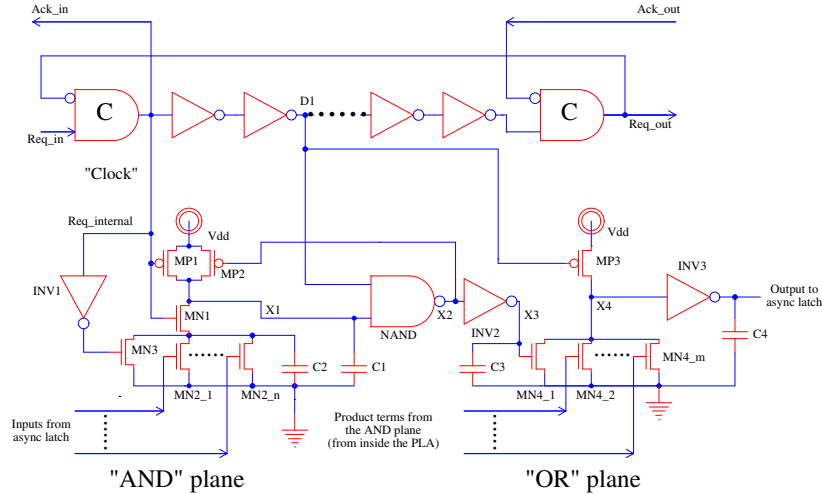 Ack_in
Ack_out
D1
C
C
Req_in
Req_out
"Clock"
Req_internal
Vdd
Vdd
MP1
MP2
MP3
INV1
INV3
Output to
async latch
X1
X2
X3
X4
MN1
NAND
INV2
MN3
C2
C1
C3
C4
MN2_1
MN2_n
MN4_1
MN4_2
MN4_m
Inputs from
async latch
Product terms from
the AND plane
(from inside the PLA)
"AND" plane
"OR" plane